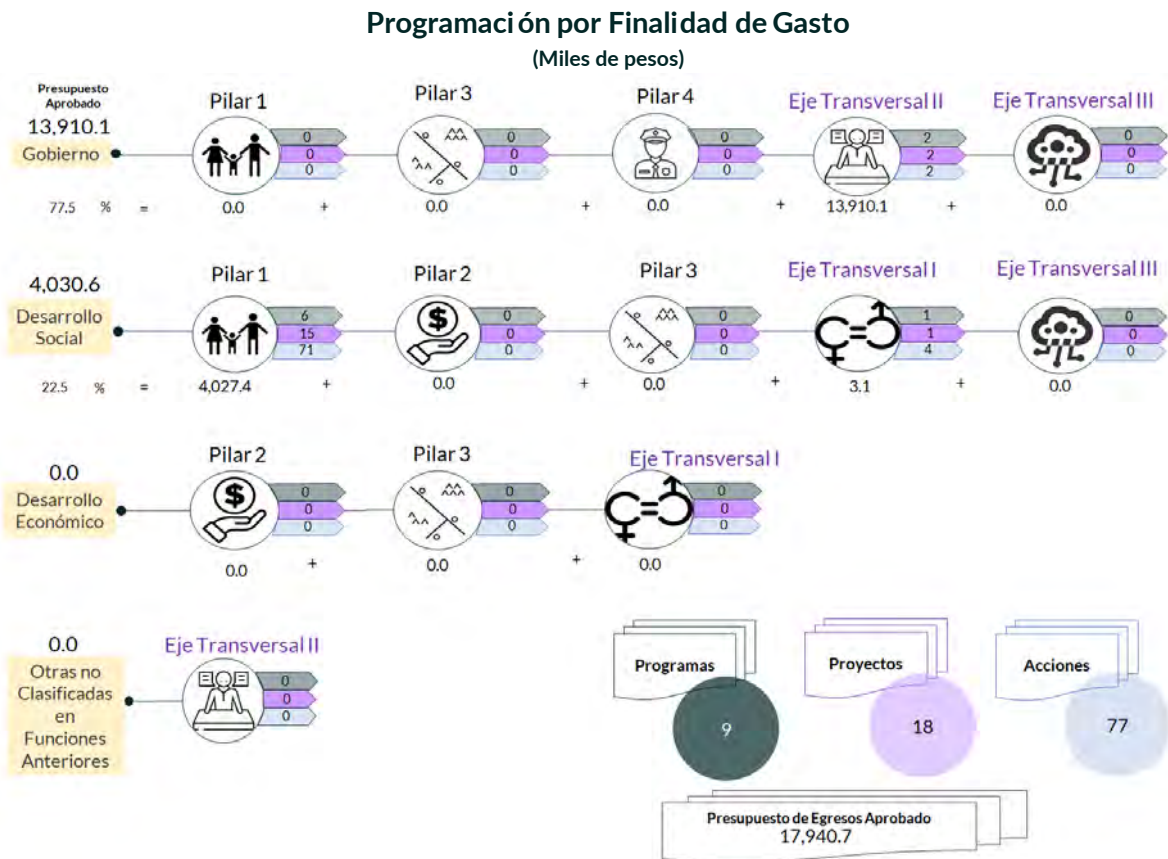 Programación por Finalidad de Gasto
(Miles de pesos)
Presupuesto
Aprobado
13,910.1
Gobierno
Pilar 1
0
0
0
Pilar 3
0
0
0
Pilar 4
0
0
0
Eje Transversal II
2
2
2
Eje Transversal III
0
0
0
77.5 % = 0.0 + 0.0 + 0.0 + 13,910.1 + 0.0
4,030.6
Desarrollo
Social
Pilar 1
6
15
71
Pilar 2
0
0
0
Pilar 3
0
0
0
Eje Transversal I
1
1
4
Eje Transversal III
0
0
0
22.5 % = 4,027.4 + 0.0 + 0.0 + 3.1 + 0.0
0.0
Desarrollo
Económico
Pilar 2
0
0
0
Pilar 3
0
0
0
Eje Transversal I
0
0
0
0.0 + 0.0 + 0.0
0.0
Otras no
Clasificadas
en
Funciones
Anteriores
Eje Transversal II
0
0
0
Programas
9
Proyectos
18
Acciones
77
Presupuesto de Egresos Aprobado
17,940.7